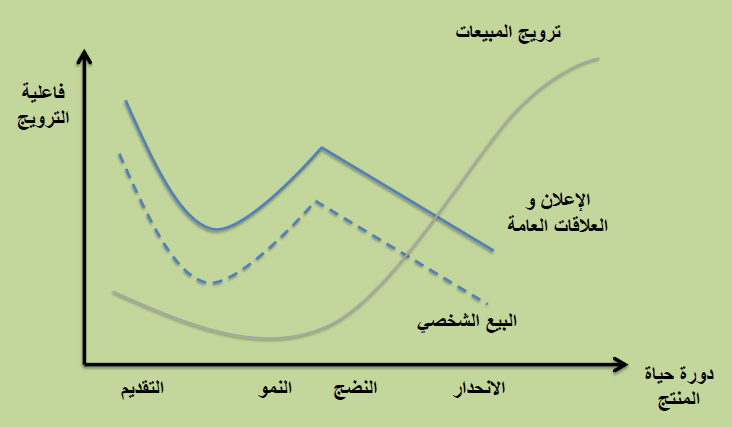 ترويج المبيعات
فاعلية
الترويج
الإعلان و
العلاقات العامة
البيع الشخصي
التقديم
النمو
النضج
الانحدار
دورة حياة
المنتج